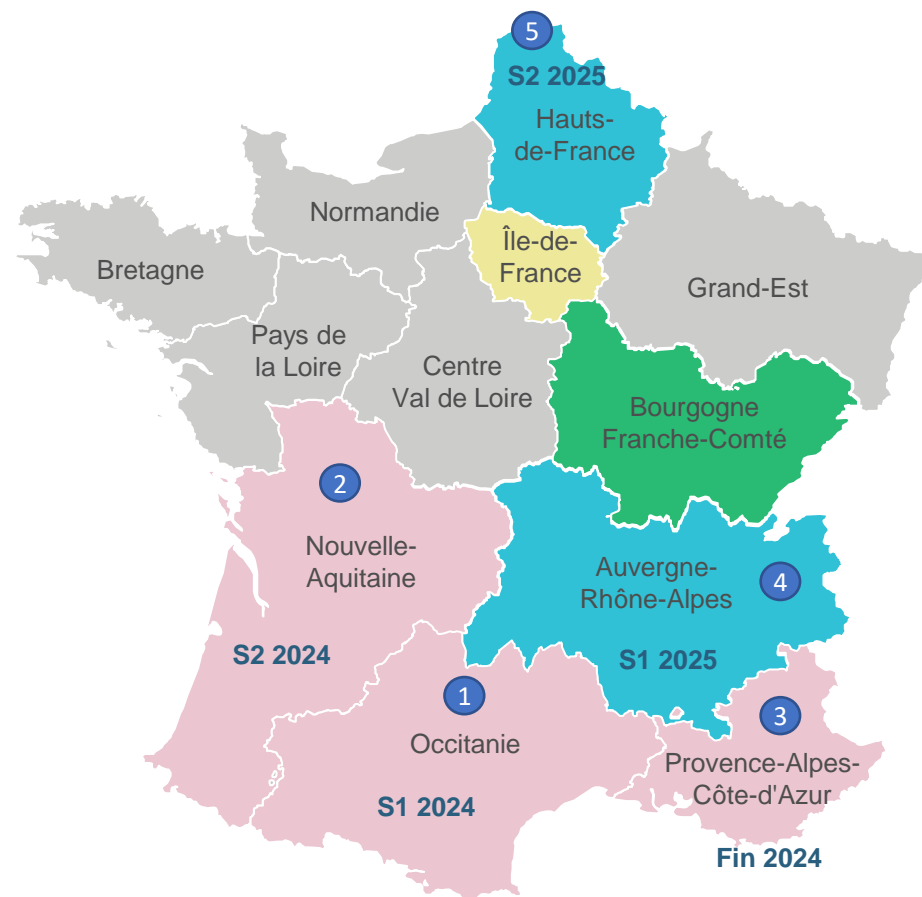 5
S2 2025
Hauts-
de-France
Normandie
Île-de-
France
Bretagne
Grand-Est
Pays de
la Loire
Centre
Val de Loire
Bourgogne
Franche-Comté
2
Nouvelle-
Aquitaine
Auvergne-
Rhône-Alpes
4
S2 2024
S1 2025
1
Occitanie
3
Provence-Alpes-
Côte-d'Azur
S1 2024
Fin 2024